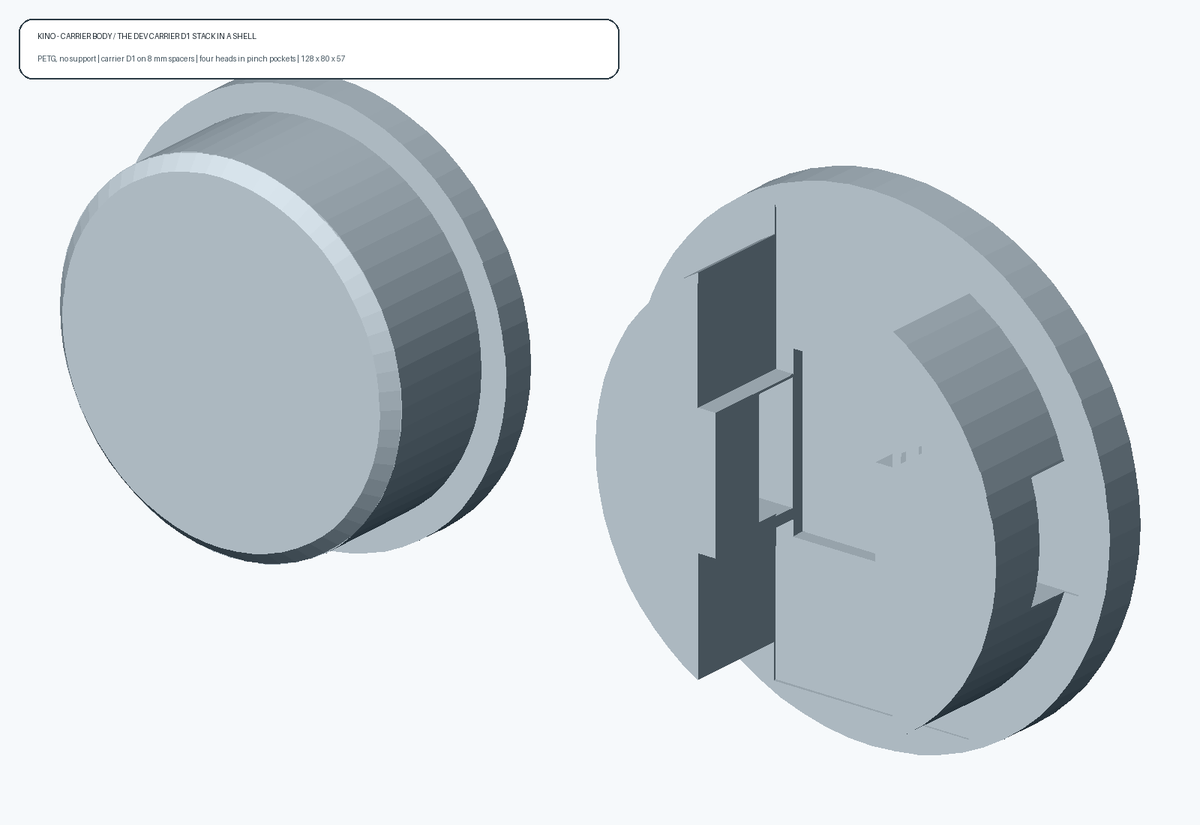 KINO - CARRIER BODY / THE DEV CARRIER D1 STACK IN A SHELL
PETG, no support | carrier D1 on 8 mm spacers | four heads in pinch pockets | 128 x 80 x 57